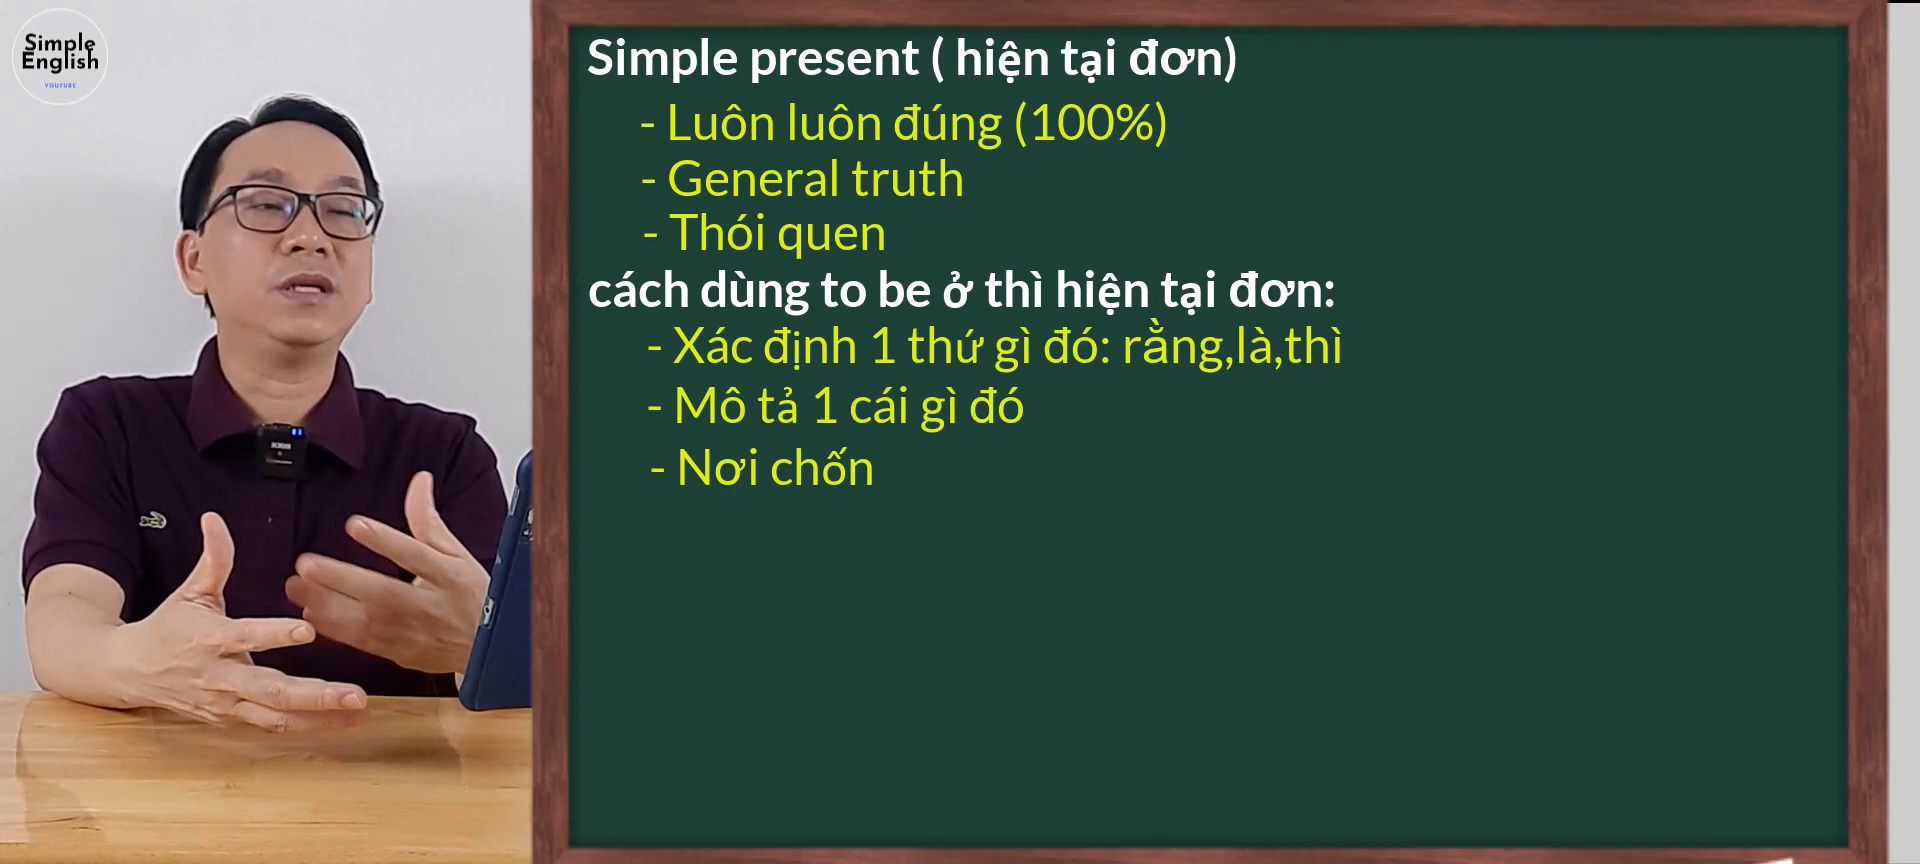 Simple
English
YOUTUBE
Simple present ( hiện tại đơn)
- Luôn luôn đúng (100%)
- General truth
- Thói quen
cách dùng to be ở thì hiện tại đơn:
- Xác định 1 thứ gì đó: rằng,là,thì
- Mô tả 1 cái gì đó
- Nơi chốn